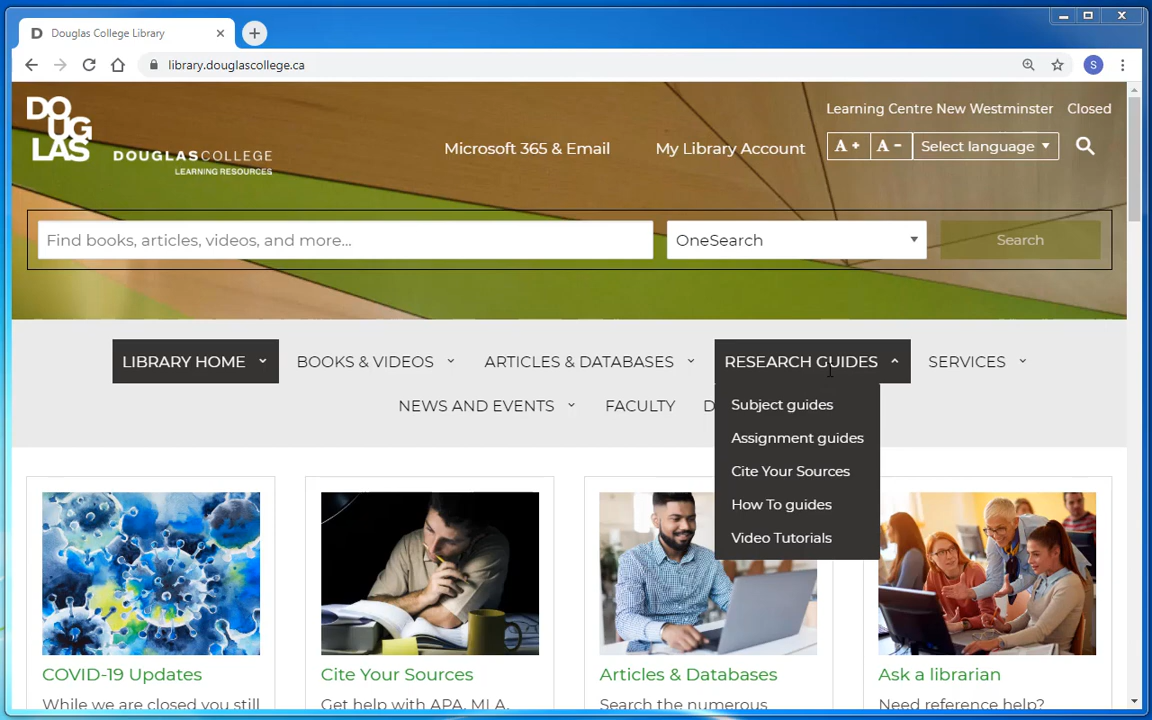 Douglas College Library
library.douglascollege.ca
S
Learning Centre New Westminster Closed
DO
UG
LAS
DOUGLASCOLLEGE
LEARNING RESOURCES
Microsoft 365 & Email
My Library Account
A + A - Select language
Find books, articles, videos, and more...
OneSearch
Search
LIBRARY HOME
BOOKS & VIDEOS
ARTICLES & DATABASES
RESEARCH GUIDES
SERVICES
NEWS AND EVENTS
FACULTY
D
Subject guides
Assignment guides
Cite Your Sources
How To guides
Video Tutorials
COVID-19 Updates
While we are closed you still
Cite Your Sources
Get help with APA, MLA,
Articles & Databases
Search the numerous
Ask a librarian
Need reference help?